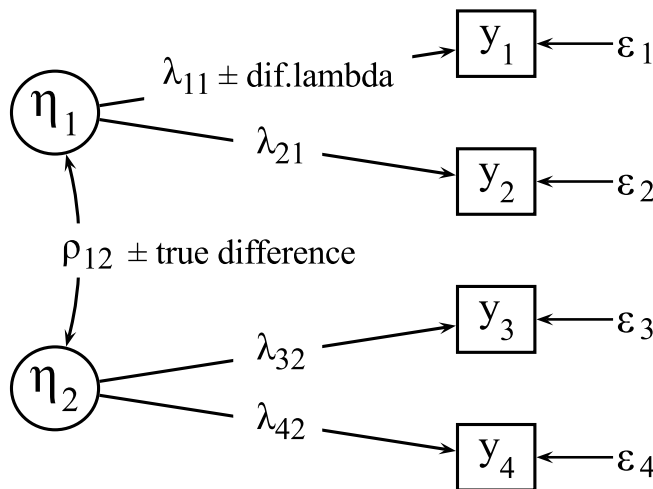 y1
ε1
λ11 ± dif.lambda
η1
λ21
y2
ε2
ρ12 ± true difference
y3
ε3
λ32
η2
λ42
y4
ε4